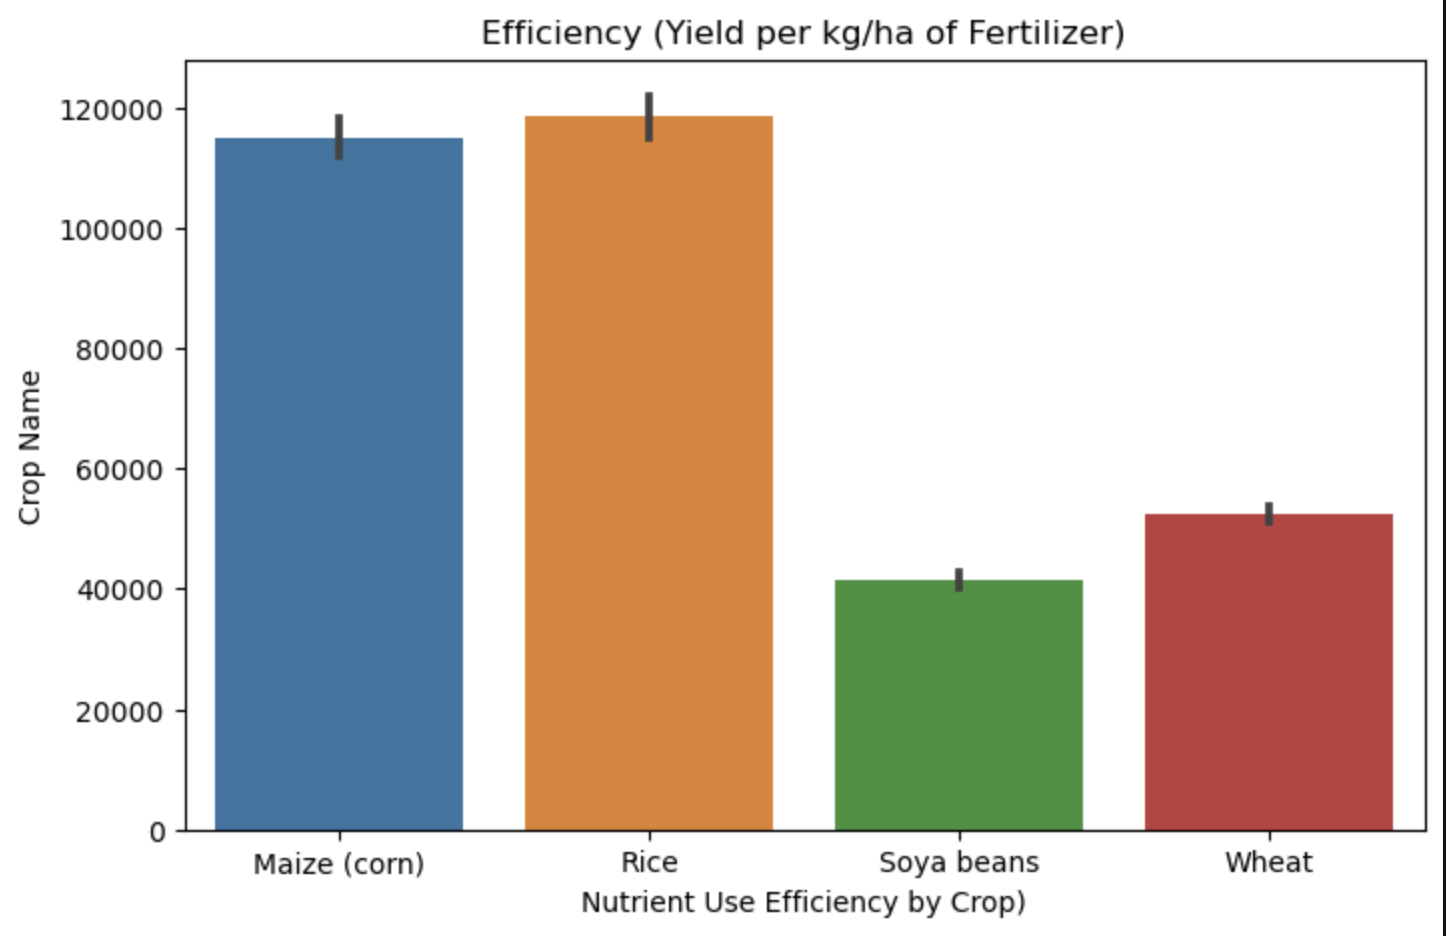 Efficiency (Yield per kg/ha of Fertilizer)
120000
100000
80000
60000
40000
20000
0
Crop Name
Maize (corn) Rice Soya beans Wheat
Nutrient Use Efficiency by Crop)